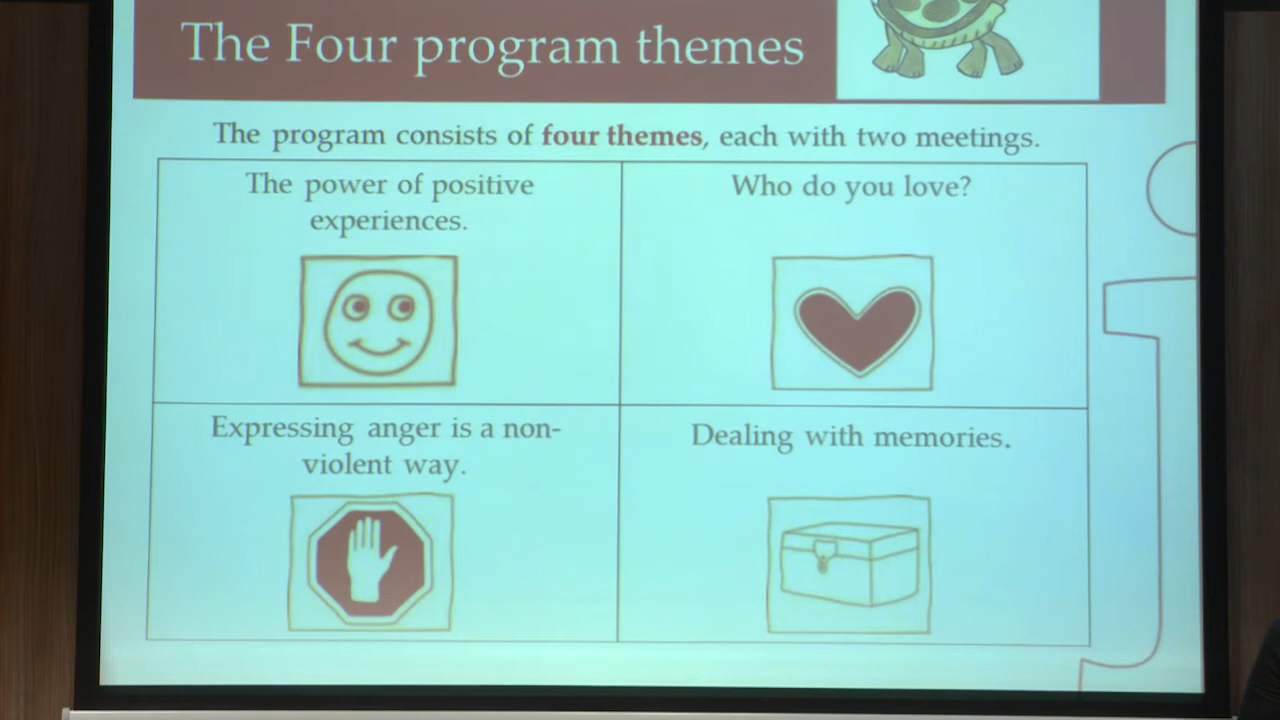 The Four program themes
The program consists of four themes, each with two meetings.
The power of positive
experiences.
Who do you love?
Expressing anger is a non-
violent way.
Dealing with memories.